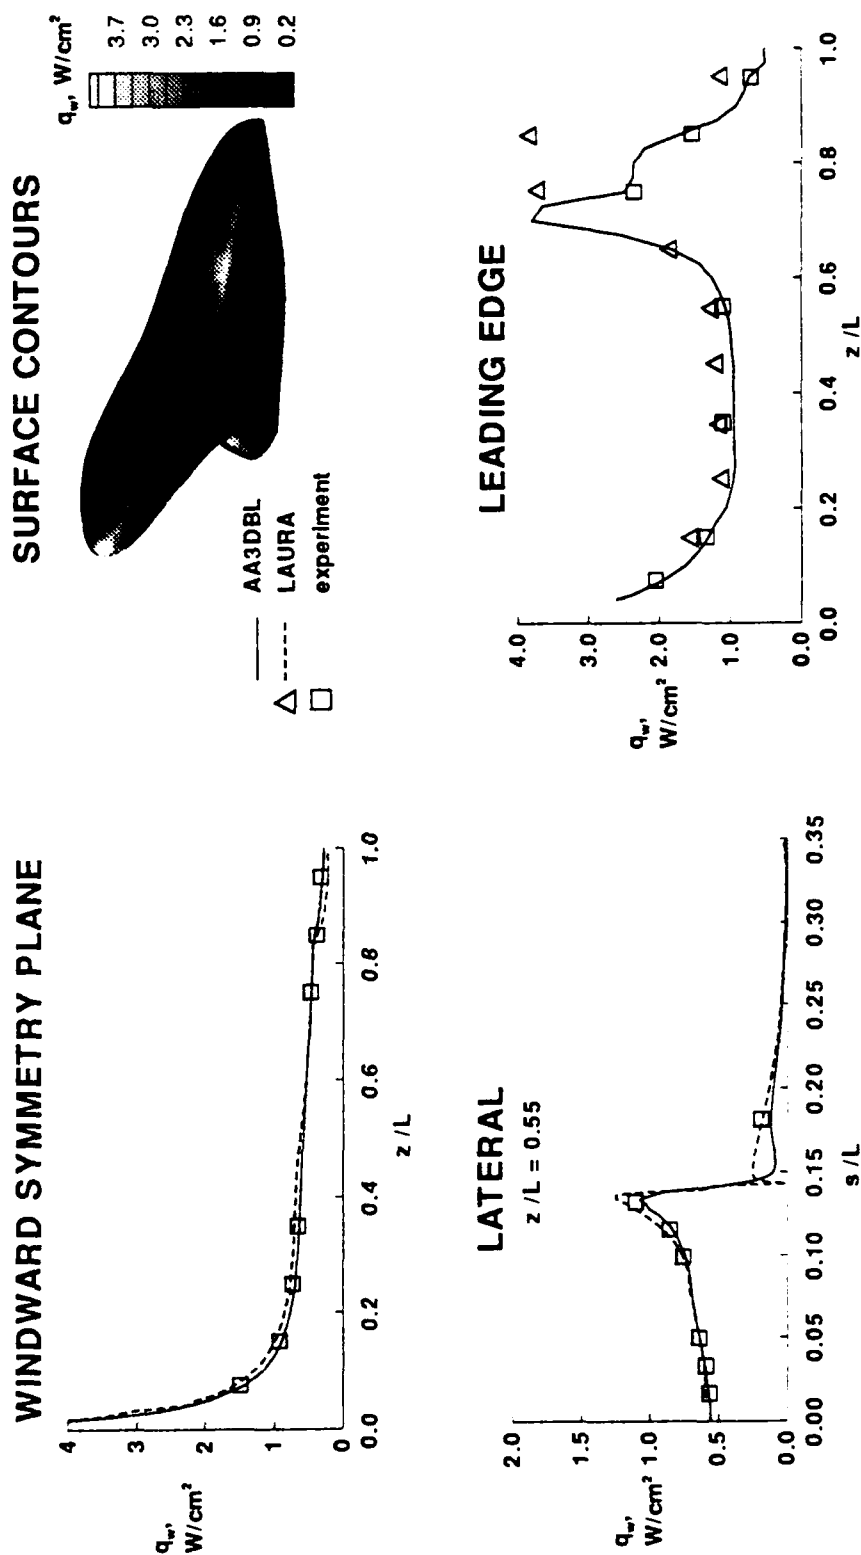 WINDWARD SYMMETRY PLANE
q_w,
W/cm²
4
3
2
1
0
0.0
0.2
0.4
0.6
0.8
1.0
z/L
SURFACE CONTOURS
q_w, W/cm²
3.7
3.0
2.3
1.6
0.9
0.2
AA3DBL
LAURA
experiment
LATERAL
z/L = 0.55
q_w,
W/cm²
2.0
1.5
1.0
0.5
0.0
0.00
0.05
0.10
0.15
0.20
0.25
0.30
0.35
s/L
LEADING EDGE
q_w,
W/cm²
4.0
3.0
2.0
1.0
0.0
0.0
0.2
0.4
0.6
0.8
1.0
z/L